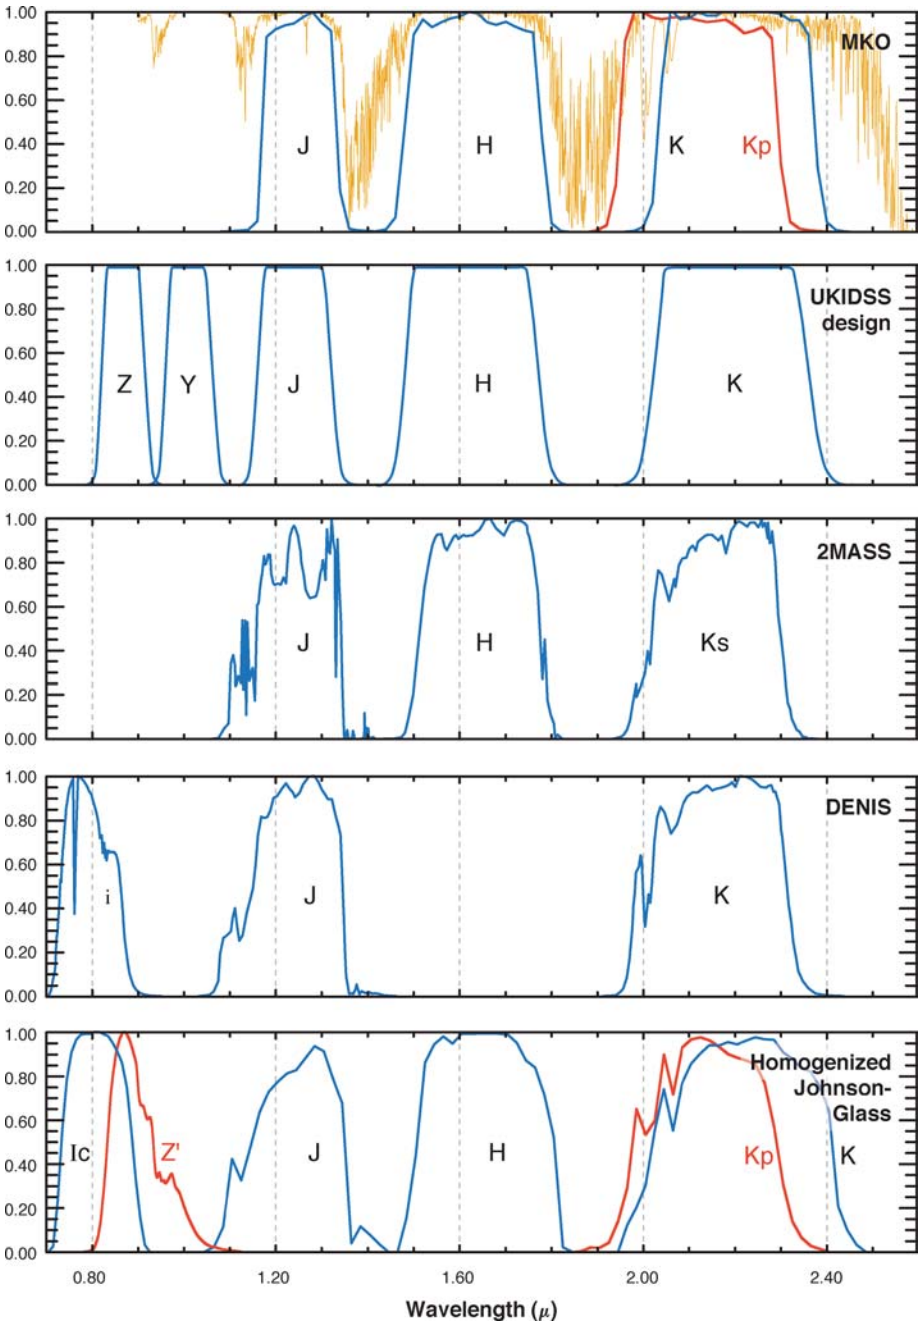 1.00
0.80
0.60
0.40
0.20
0.00
MKO
J
H
K
Kp
1.00
0.80
0.60
0.40
0.20
0.00
UKIDSS
design
Z
Y
J
H
K
1.00
0.80
0.60
0.40
0.20
0.00
2MASS
J
H
Ks
1.00
0.80
0.60
0.40
0.20
0.00
DENIS
i
J
K
1.00
0.80
0.60
0.40
0.20
0.00
Homogenized
Johnson-
Glass
Ic
Z'
J
H
Kp
K
0.80 1.20 1.60 2.00 2.40
Wavelength (μ)